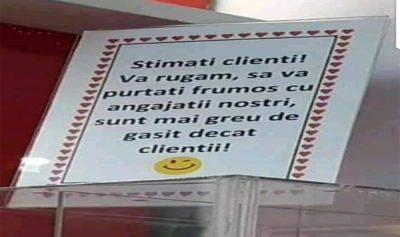 Stimati clienti!
Va rugam, sa va
purtati frumos cu
angajatii nostri,
sunt mai greu de
gasit decat
clientii!